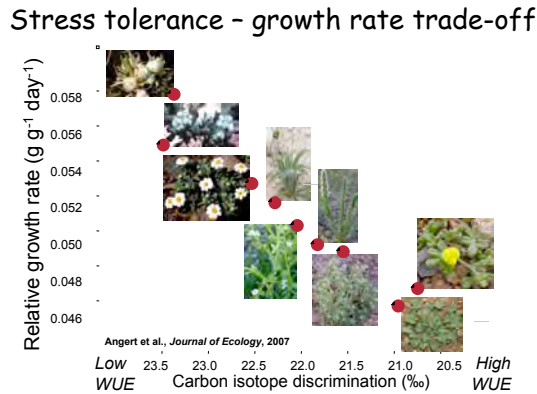 Stress tolerance – growth rate trade-off
Relative growth rate (g g-1 day-1)
0.058
0.056
0.054
0.052
0.050
0.048
0.046
Angert et al., Journal of Ecology, 2007
Low WUE
23.5 23.0 22.5 22.0 21.5 21.0 20.5
High WUE
Carbon isotope discrimination (‰)